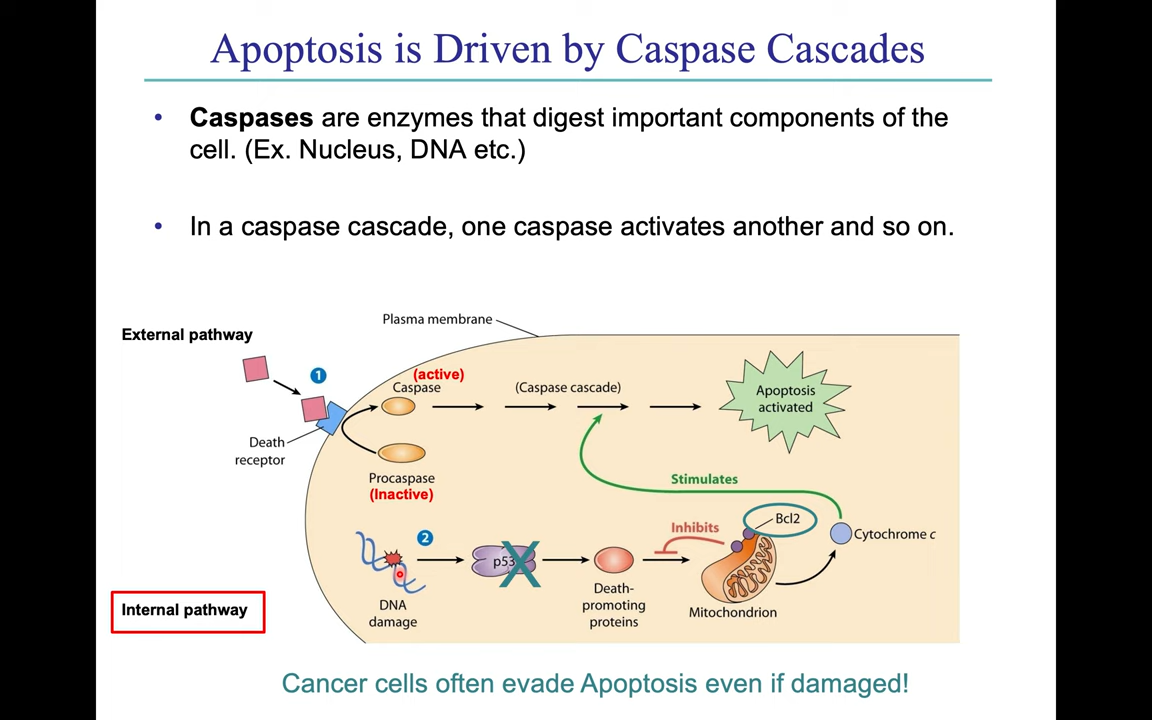 Apoptosis is Driven by Caspase Cascades
• Caspases are enzymes that digest important components of the
cell. (Ex. Nucleus, DNA etc.)
• In a caspase cascade, one caspase activates another and so on.
Plasma membrane
External pathway
1
(active)
Caspase
(Caspase cascade)
Apoptosis
activated
Death
receptor
Procaspase
(Inactive)
Stimulates
2
Inhibits
Bcl2
Cytochrome c
p53
DNA
damage
Death-
promoting
proteins
Mitochondrion
Internal pathway
Cancer cells often evade Apoptosis even if damaged!